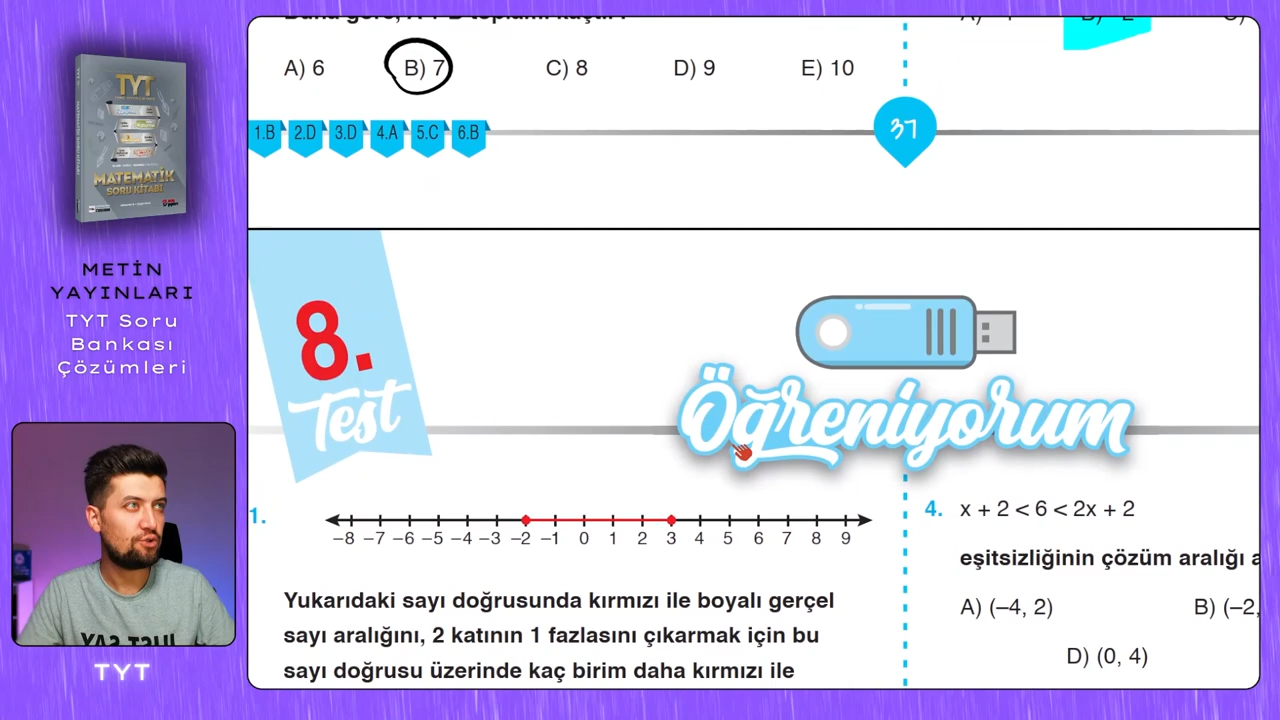 TYT
MATEMATİK
SORU KİTABI
METİN
YAYINLARI
TYT Soru
Bankası
Çözümleri
TYT
A) 6
B) 7
C) 8
D) 9
E) 10
1.B
2.D
3.D
4.A
5.C
6.B
37
8.
Test
Öğreniyorum
1.
–8 –7 –6 –5 –4 –3 –2 –1 0 1 2 3 4 5 6 7 8 9
Yukarıdaki sayı doğrusunda kırmızı ile boyalı gerçel
sayı aralığını, 2 katının 1 fazlasını çıkarmak için bu
sayı doğrusu üzerinde kaç birim daha kırmızı ile
4. x + 2 < 6 < 2x + 2
eşitsizliğinin çözüm aralığı a
A) (–4, 2)
B) (–2,
D) (0, 4)